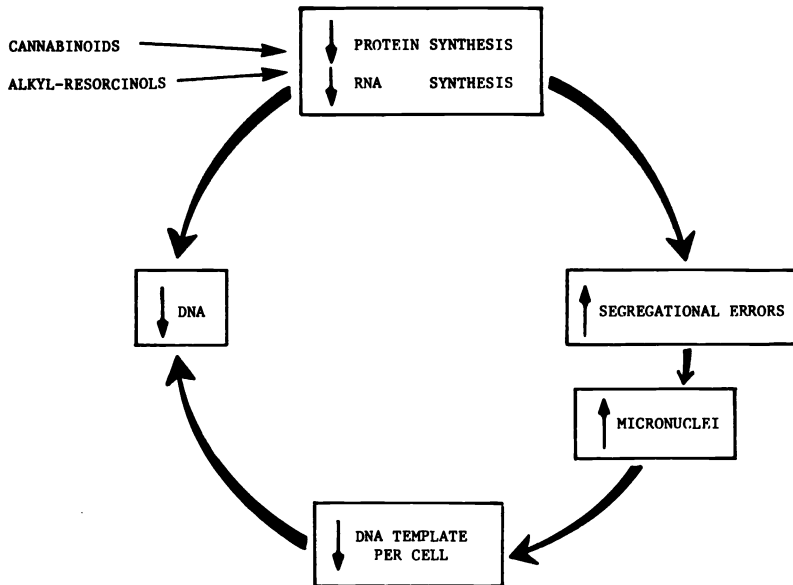 CANNABINOIDS
ALKYL-RESORCINOLS
PROTEIN SYNTHESIS
RNA SYNTHESIS
DNA
SEGREGATIONAL ERRORS
MICRONUCLEI
DNA TEMPLATE
PER CELL